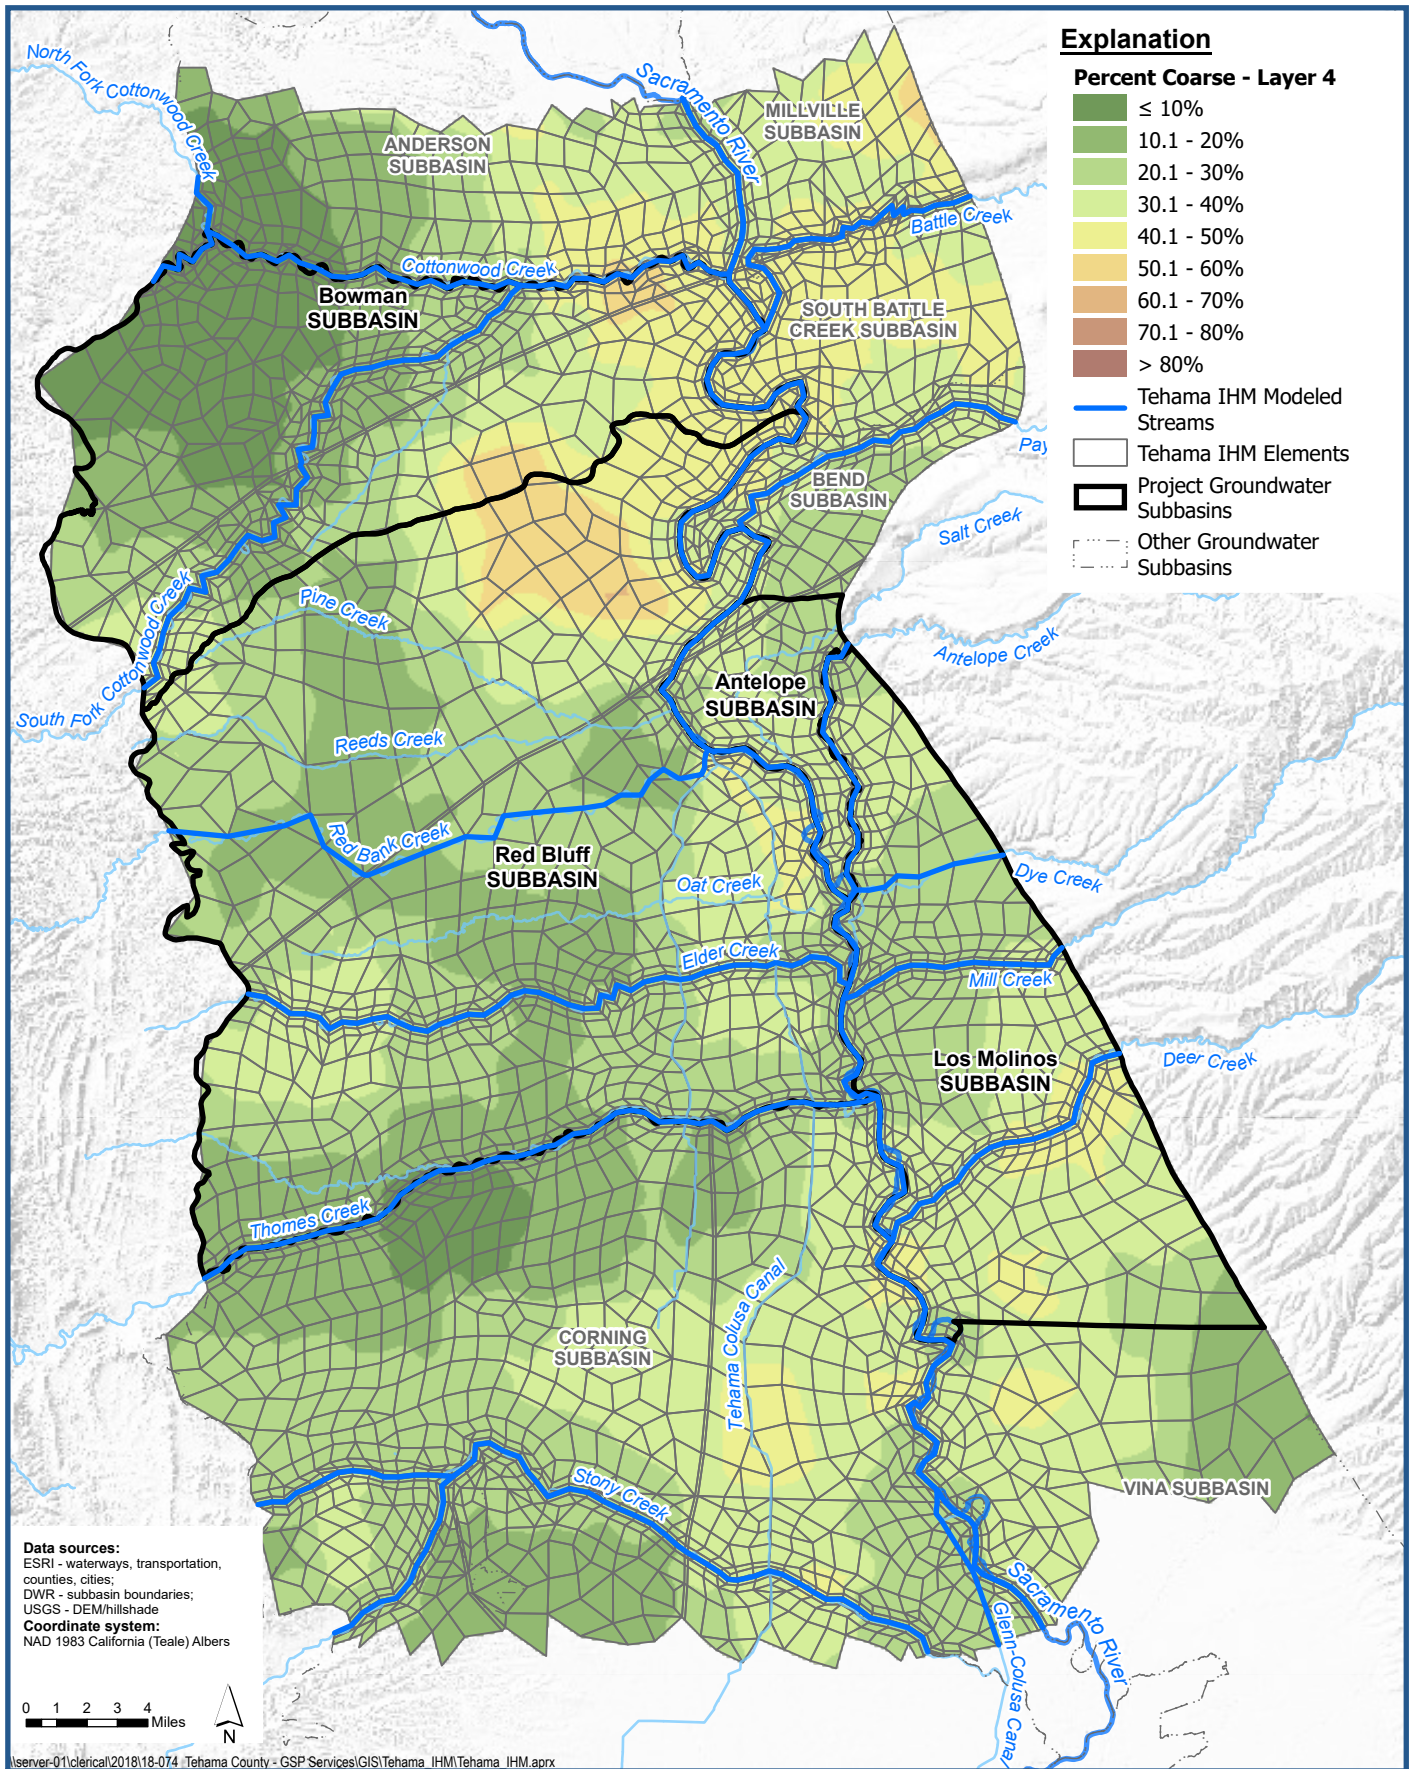 Explanation
Percent Coarse - Layer 4
≤ 10%
10.1 - 20%
20.1 - 30%
30.1 - 40%
40.1 - 50%
50.1 - 60%
60.1 - 70%
70.1 - 80%
> 80%
Tehama IHM Modeled
Streams
Tehama IHM Elements
Project Groundwater
Subbasins
Other Groundwater
Subbasins
North Fork Cottonwood Creek
Sacramento River
MILLVILLE
SUBBASIN
ANDERSON
SUBBASIN
Battle Creek
Cottonwood Creek
Bowman
SUBBASIN
SOUTH BATTLE
CREEK SUBBASIN
Pay
BEND
SUBBASIN
Salt Creek
Pine Creek
South Fork Cottonwood Creek
Antelope Creek
Antelope
SUBBASIN
Reeds Creek
Red Bank Creek
Red Bluff
SUBBASIN
Oat Creek
Dye Creek
Elder Creek
Mill Creek
Los Molinos
SUBBASIN
Deer Creek
Thomes Creek
Tehama Colusa Canal
CORNING
SUBBASIN
Stony Creek
VINA SUBBASIN
Sacramento River
Glenn-Colusa Canal
Data sources:
ESRI - waterways, transportation,
counties, cities;
DWR - subbasin boundaries;
USGS - DEM/hillshade
Coordinate system:
NAD 1983 California (Teale) Albers
0 1 2 3 4
Miles
N
\\server-01\clerical\2018\18-074_Tehama County - GSP Services\GIS\Tehama_IHM\Tehama_IHM.aprx